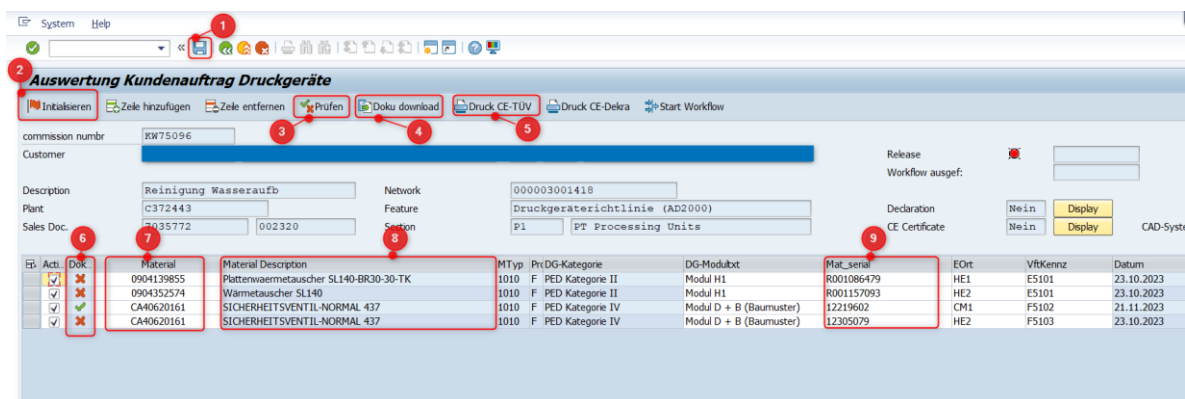 System Help
1
«
2
Auswertung Kundenauftrag Druckgeräte
Initialisieren Zeile hinzufügen Zeile entfernen Prüfen Doku download Druck CE-TÜV Druck CE-Dekra Start Workflow
3 4 5
commission numbr KW75096
Customer Release
Workflow ausgef:
Description Reinigung Wasseraufb Network 000003001418
Plant C372443 Feature Druckgeräterichtlinie (AD2000) Declaration Nein Display
Sales Doc. 7035772 002320 Section P1 PT Processing Units CE Certificate Nein Display CAD-Syste
6 7 8 9
Acti.. Dok.. Material Material Description MTyp Prc DG-Kategorie DG-Modultxt Mat_serial EOrt VftKennz Datum
0904139855 Plattenwaermetauscher SL140-BR30-30-TK 1010 F PED Kategorie II Modul H1 R001086479 HE1 E5101 23.10.2023
0904352574 Wärmetauscher SL140 1010 F PED Kategorie II Modul H1 R001157093 HE2 E5101 23.10.2023
CA40620161 SICHERHEITSVENTIL-NORMAL 437 1010 F PED Kategorie IV Modul D + B (Baumuster) 12219602 CM1 F5102 21.11.2023
CA40620161 SICHERHEITSVENTIL-NORMAL 437 1010 F PED Kategorie IV Modul D + B (Baumuster) 12305079 HE2 F5103 23.10.2023